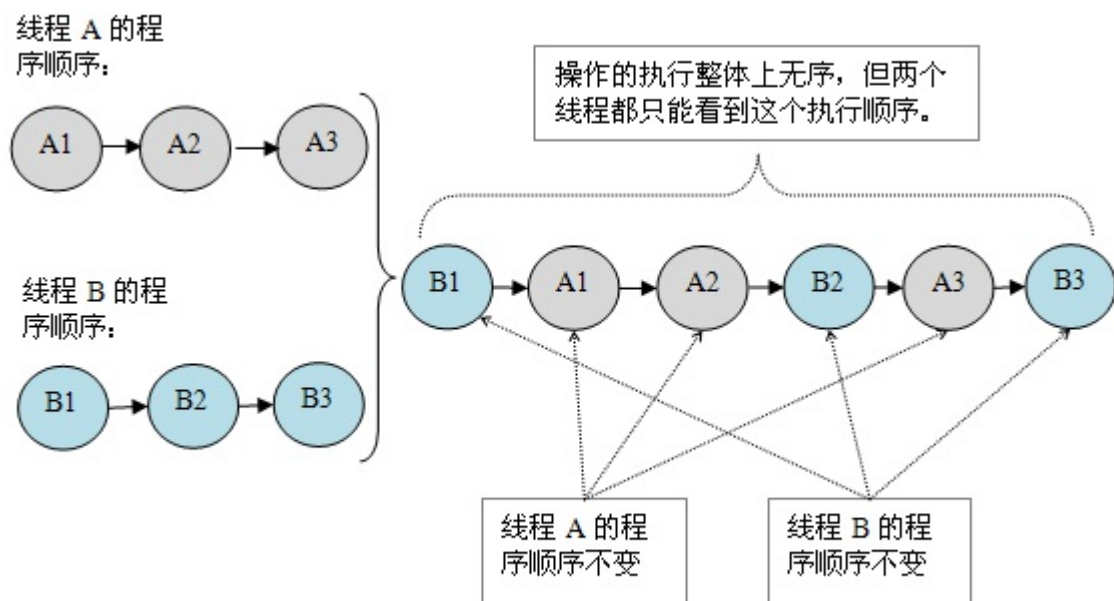 线程 A 的程
序顺序：
A1
A2
A3
操作的执行整体上无序，但两个
线程都只能看到这个执行顺序。
线程 B 的程
序顺序：
B1
B2
B3
B1
A1
A2
B2
A3
B3
线程 A 的程
序顺序不变
线程 B 的程
序顺序不变